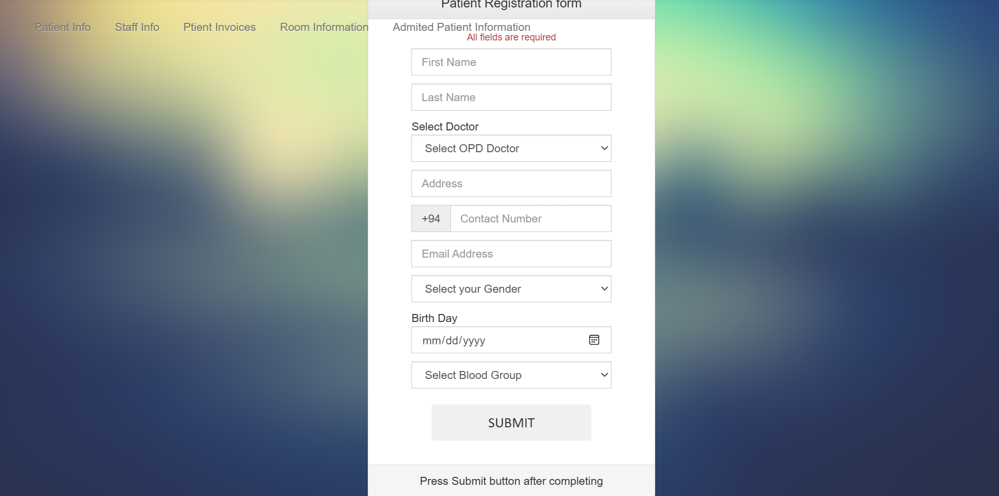 Patient Registration form
Patient Info Staff Info Ptient Invoices Room Information Admited Patient Information
All fields are required
First Name
Last Name
Select Doctor
Select OPD Doctor
Address
+94 Contact Number
Email Address
Select your Gender
Birth Day
mm/dd/yyyy
Select Blood Group
SUBMIT
Press Submit button after completing